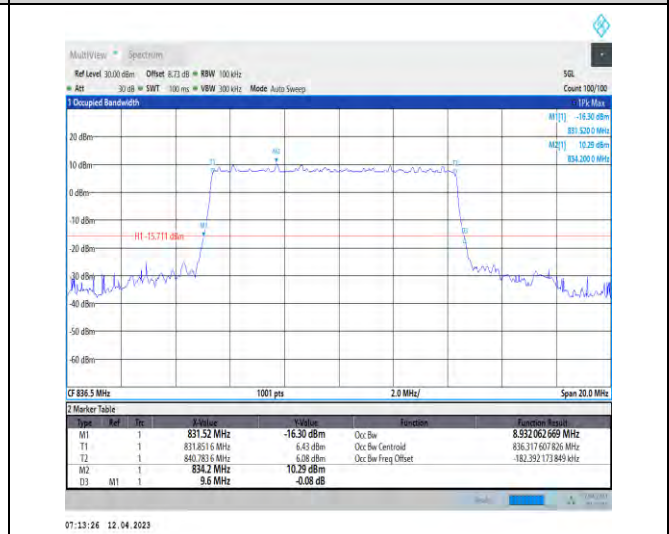 MultiView Spectrum
Ref Level 30.00 dBm Offset 8.73 dB RBW 100 kHz SGL
Att 30 dB SWT 100 ms VBW 300 kHz Mode Auto Sweep Count 100/100
1 Occupied Bandwidth 1Pk Max
M1[1] -16.30 dBm
831.520 0 MHz
M2[1] 10.29 dBm
834.200 0 MHz
20 dBm
10 dBm
M2
T1
0 dBm
-10 dBm
M1
H1 -15.711 dBm
D3
-20 dBm
-30 dBm
-40 dBm
-50 dBm
-60 dBm
CF 836.5 MHz 1001 pts 2.0 MHz/ Span 20.0 MHz
2 Marker Table
Type Ref Trc X-Value Y-Value Function Function Result
M1 1 831.52 MHz -16.30 dBm Occ Bw 8.932 062 669 MHz
T1 1 831.851 6 MHz 6.43 dBm Occ Bw Centroid 836.317 607 826 MHz
T2 1 840.783 6 MHz 6.08 dBm Occ Bw Freq Offset -182.392 173 849 kHz
M2 1 834.2 MHz 10.29 dBm
D3 M1 1 9.6 MHz -0.08 dB
07:13:26 12.04.2023